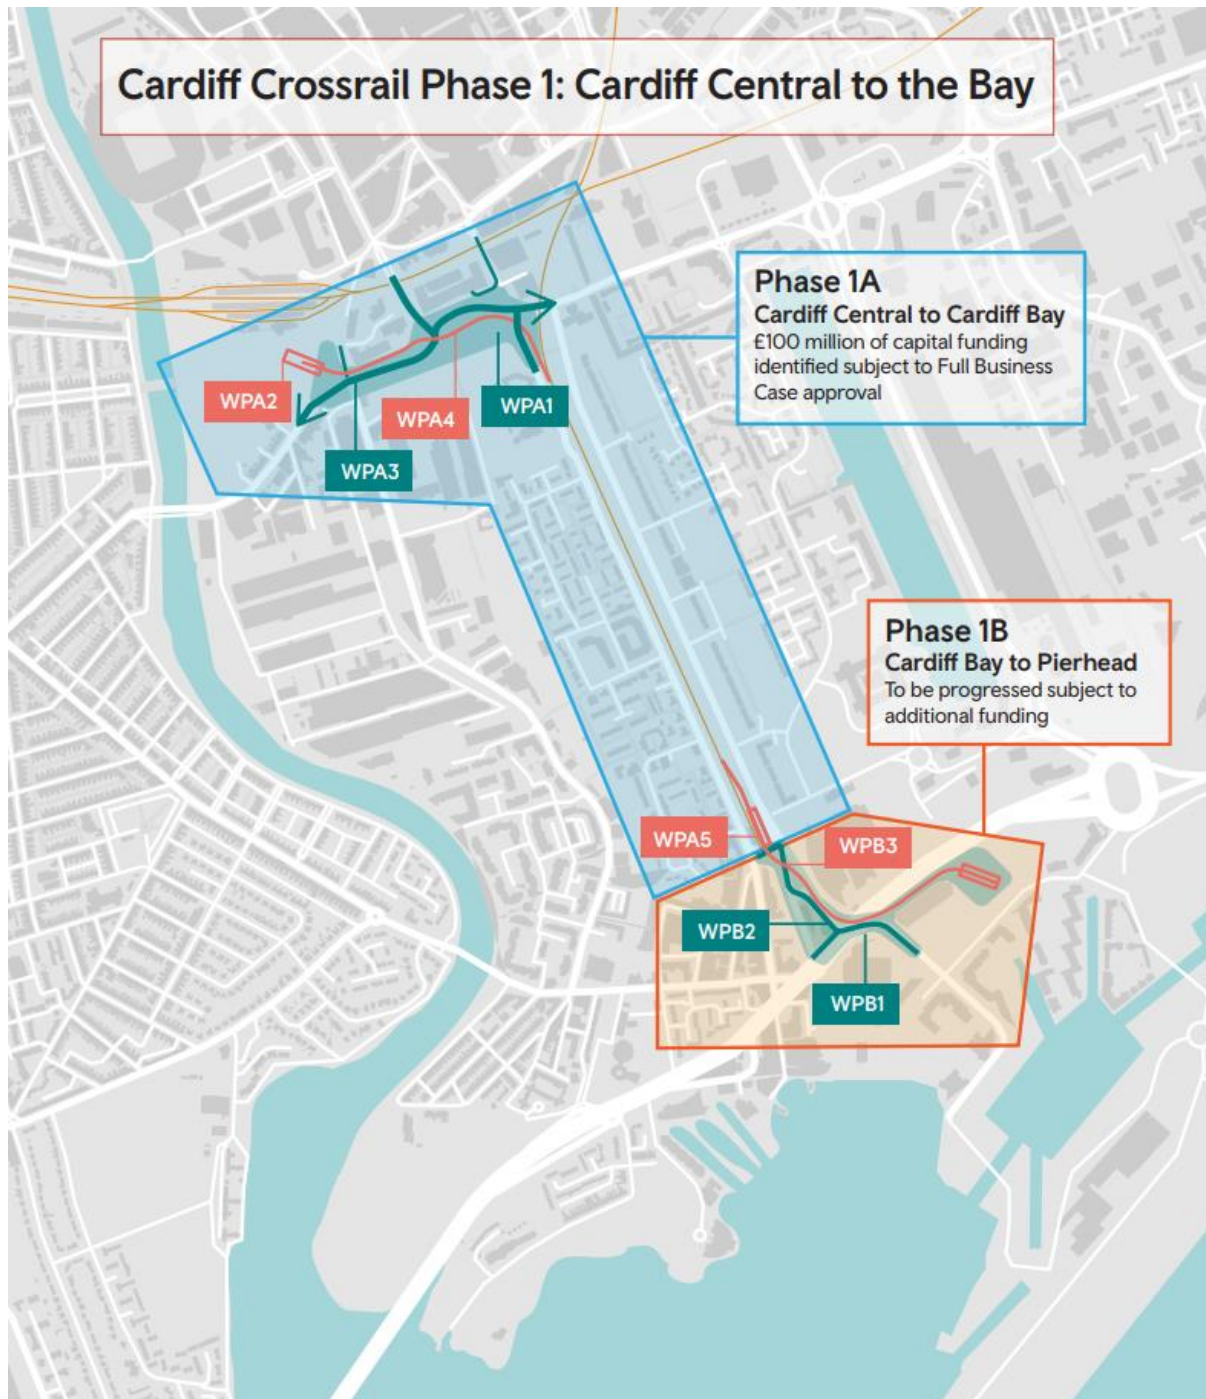 Cardiff Crossrail Phase 1: Cardiff Central to the Bay
Phase 1A
Cardiff Central to Cardiff Bay
£100 million of capital funding
identified subject to Full Business
Case approval
WPA2
WPA4
WPA1
WPA3
Phase 1B
Cardiff Bay to Pierhead
To be progressed subject to
additional funding
WPA5
WPB3
WPB2
WPB1